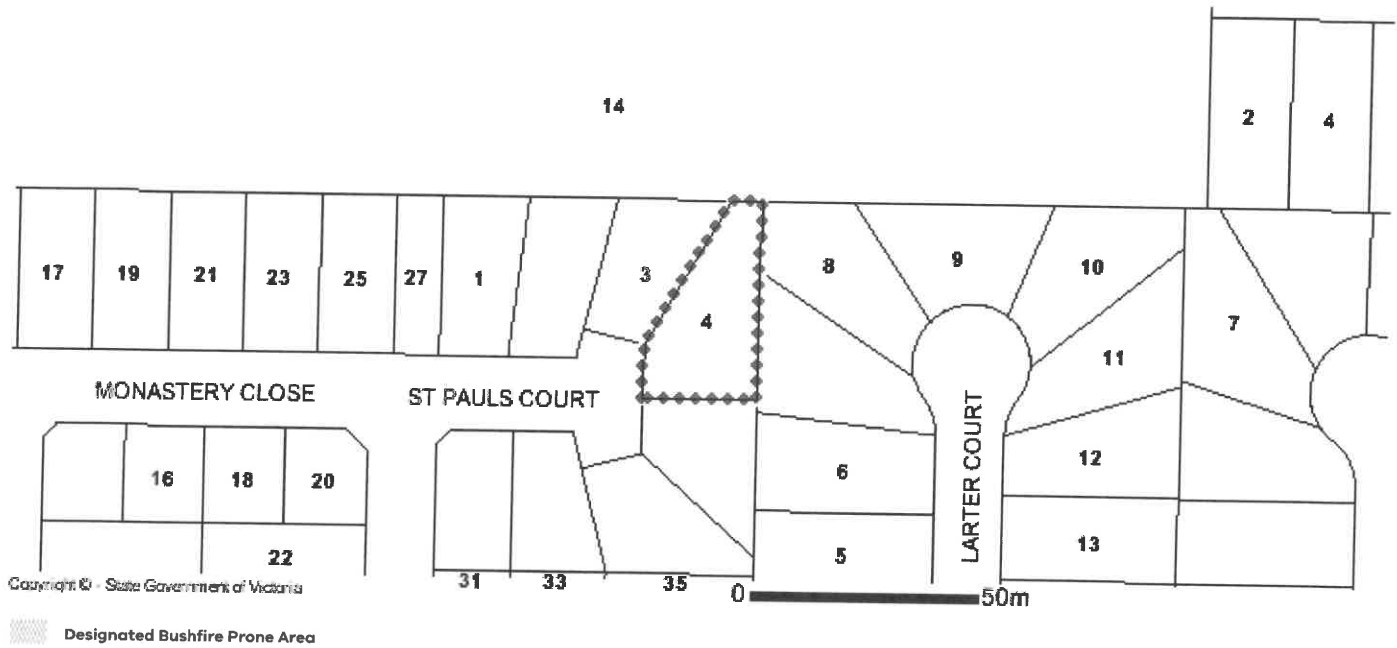 14
2 4
17 19 21 23 25 27 1 3 4 8 9 10 11 7
MONASTERY CLOSE ST PAULS COURT
LARTER COURT
16 18 20 6 12
22 31 33 35 5 13
Copyright © - State Government of Victoria
0 50m
Designated Bushfire Prone Area